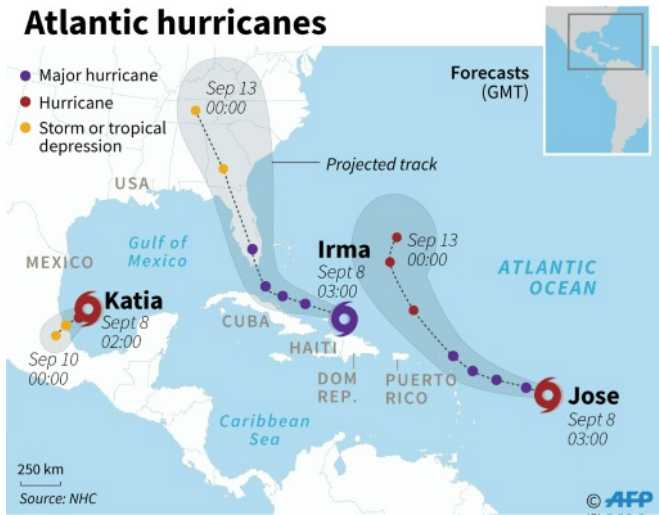 Atlantic hurricanes
Major hurricane
Hurricane
Storm or tropical
depression
Forecasts
(GMT)
Sep 13
00:00
Projected track
USA
Gulf of
Mexico
MEXICO
Katia
Sept 8
02:00
Sep 10
00:00
Irma
Sept 8
03:00
Sep 13
00:00
ATLANTIC
OCEAN
CUBA
HAITI
DOM
REP.
PUERTO
RICO
Jose
Sept 8
03:00
Caribbean
Sea
250 km
Source: NHC
© AFP